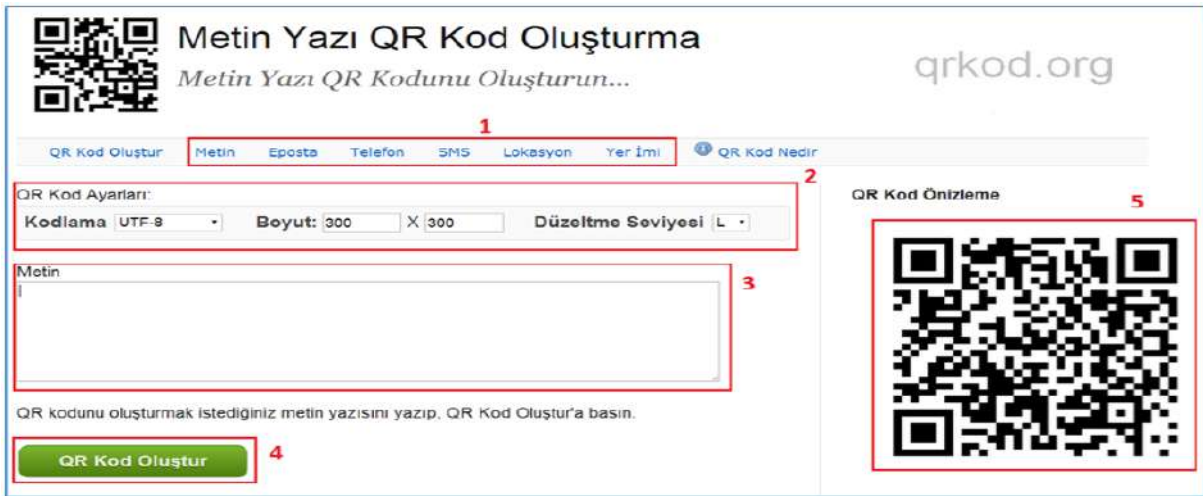 Metin Yazı QR Kod Oluşturma
Metin Yazı QR Kodunu Oluşturun...
qrkod.org
1
QR Kod Oluştur Metin Eposta Telefon SMS Lokasyon Yer İmi QR Kod Nedir
2
QR Kod Ayarları:
Kodlama UTF-8 Boyut: 300 X 300 Düzeltme Seviyesi L
QR Kod Önizleme
5
Metin
3
QR kodunu oluşturmak istediğiniz metin yazısını yazıp, QR Kod Oluştur'a basın.
QR Kod Oluştur
4